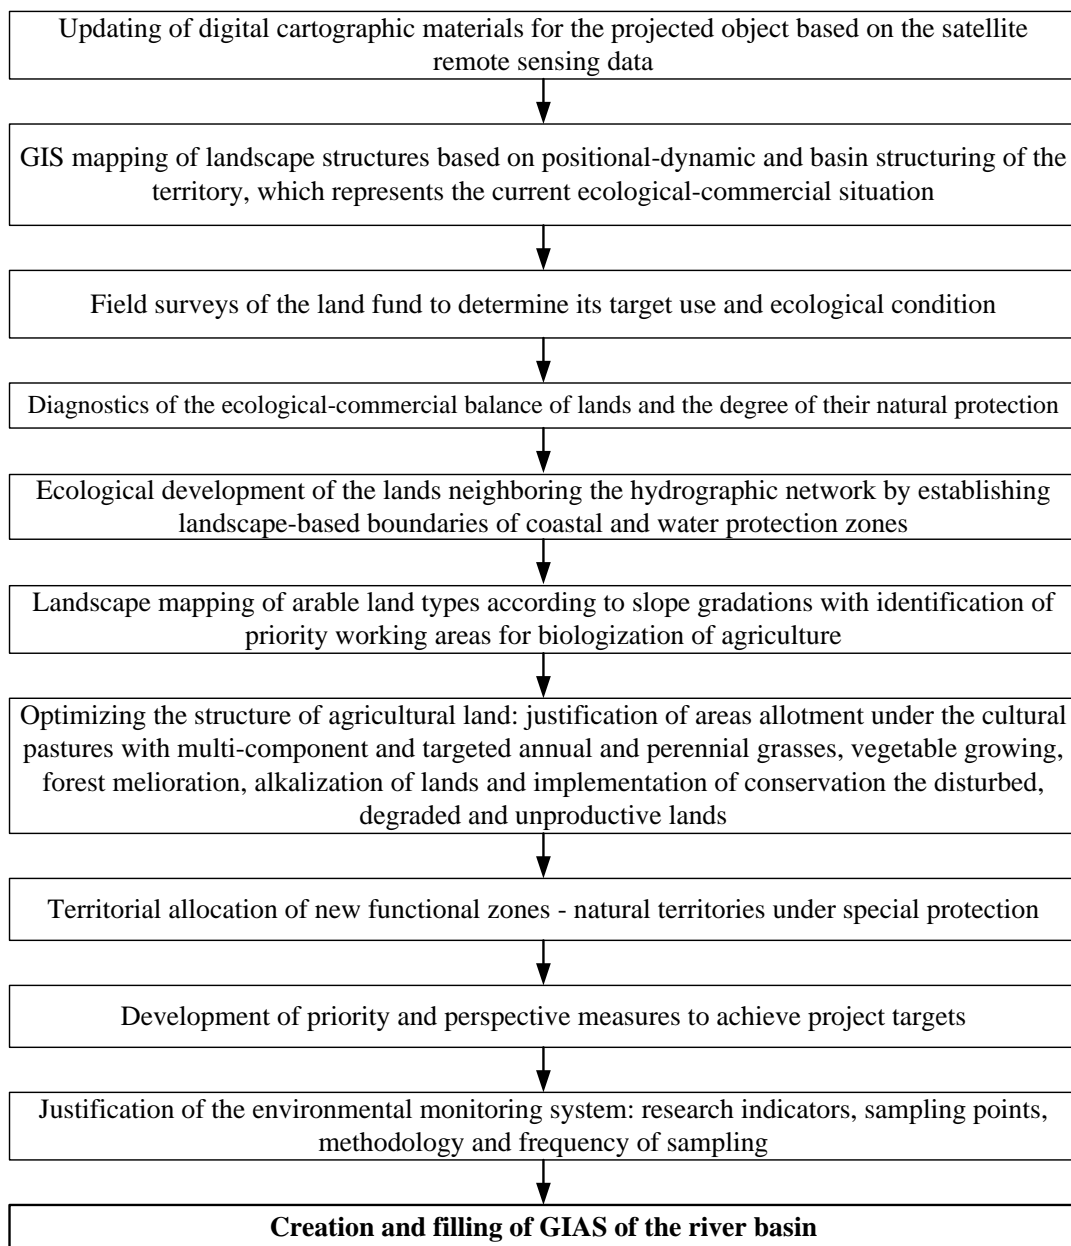 Updating of digital cartographic materials for the projected object based on the satellite
remote sensing data
GIS mapping of landscape structures based on positional-dynamic and basin structuring of the
territory, which represents the current ecological-commercial situation
Field surveys of the land fund to determine its target use and ecological condition
Diagnostics of the ecological-commercial balance of lands and the degree of their natural protection
Ecological development of the lands neighboring the hydrographic network by establishing
landscape-based boundaries of coastal and water protection zones
Landscape mapping of arable land types according to slope gradations with identification of
priority working areas for biologization of agriculture
Optimizing the structure of agricultural land: justification of areas allotment under the cultural
pastures with multi-component and targeted annual and perennial grasses, vegetable growing,
forest melioration, alkalization of lands and implementation of conservation the disturbed,
degraded and unproductive lands
Territorial allocation of new functional zones - natural territories under special protection
Development of priority and perspective measures to achieve project targets
Justification of the environmental monitoring system: research indicators, sampling points,
methodology and frequency of sampling
Creation and filling of GIAS of the river basin